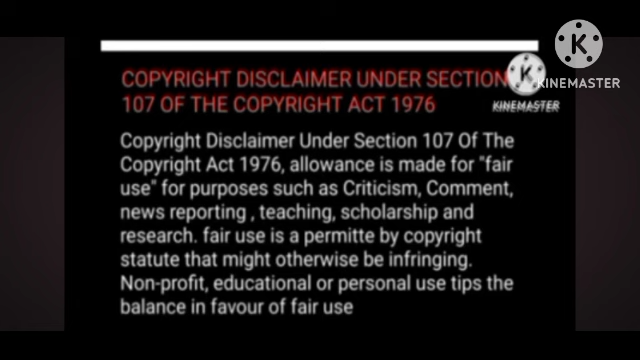 COPYRIGHT DISCLAIMER UNDER SECTION
107 OF THE COPYRIGHT ACT 1976
Copyright Disclaimer Under Section 107 Of The
Copyright Act 1976, allowance is made for "fair
use" for purposes such as Criticism, Comment,
news reporting , teaching, scholarship and
research. fair use is a permitte by copyright
statute that might otherwise be infringing.
Non-profit, educational or personal use tips the
balance in favour of fair use
K
KINEMASTER
K
KINEMASTER